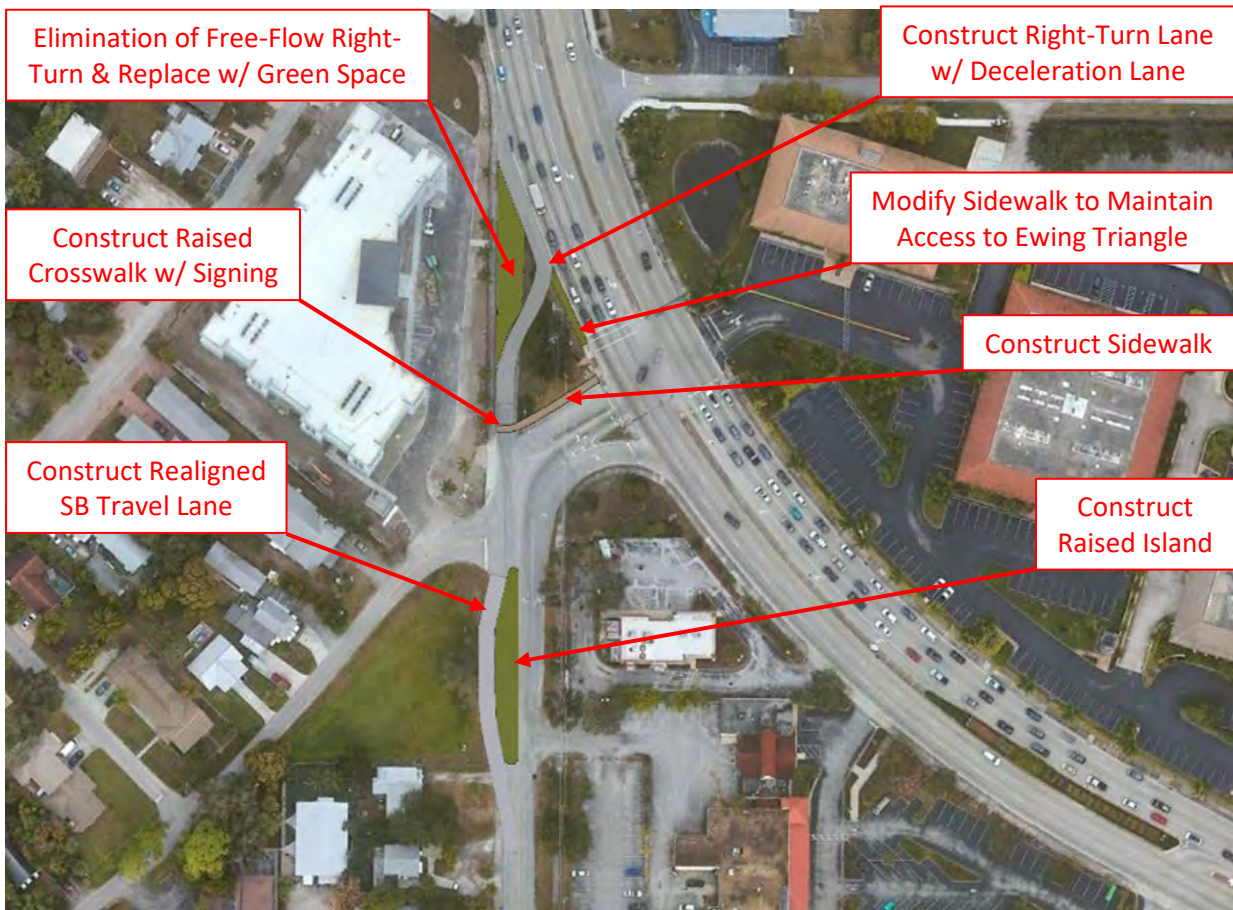 Elimination of Free-Flow Right-
Turn & Replace w/ Green Space
Construct Right-Turn Lane
w/ Deceleration Lane
Modify Sidewalk to Maintain
Access to Ewing Triangle
Construct Raised
Crosswalk w/ Signing
Construct Sidewalk
Construct Realigned
SB Travel Lane
Construct
Raised Island